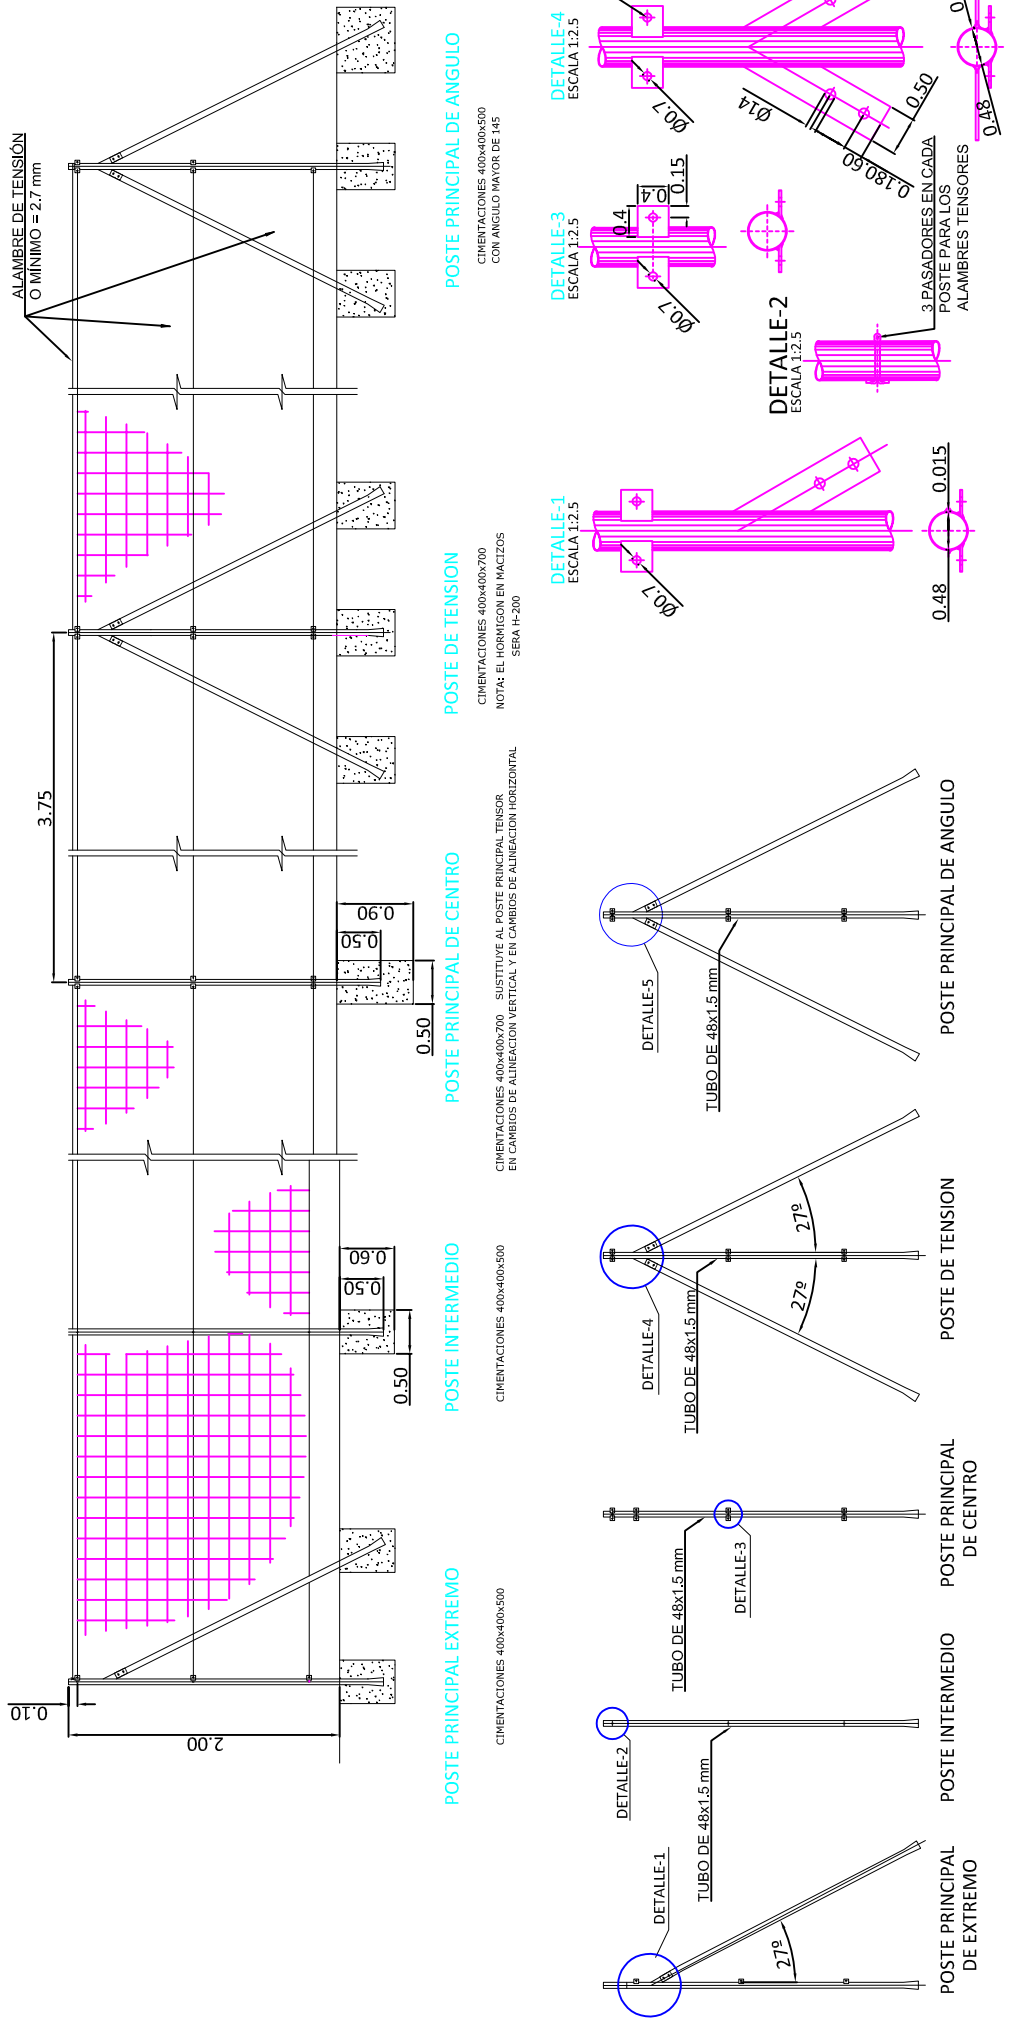 ALAMBRE DE TENSIÓN
O MÍNIMO = 2.7 mm
0.10
2.00
0.50
0.50
0.60
0.50
0.50
0.90
3.75
POSTE PRINCIPAL EXTREMO
CIMENTACIONES 400x400x500
POSTE INTERMEDIO
CIMENTACIONES 400x400x500
POSTE PRINCIPAL DE CENTRO
CIMENTACIONES 400x400x700 SUSTITUYE AL POSTE PRINCIPAL TENSOR
EN CAMBIOS DE ALINEACION VERTICAL Y EN CAMBIOS DE ALINEACION HORIZONTAL
POSTE DE TENSION
CIMENTACIONES 400x400x700
NOTA: EL HORMIGON EN MACIZOS
SERA H-200
POSTE PRINCIPAL DE ANGULO
CIMENTACIONES 400x400x500
CON ANGULO MAYOR DE 145
DETALLE-1
27º
POSTE PRINCIPAL
DE EXTREMO
DETALLE-2
TUBO DE 48x1.5 mm
POSTE INTERMEDIO
TUBO DE 48x1.5 mm
DETALLE-3
POSTE PRINCIPAL
DE CENTRO
DETALLE-4
TUBO DE 48x1.5 mm
27º
27º
POSTE DE TENSION
DETALLE-5
TUBO DE 48x1.5 mm
POSTE PRINCIPAL DE ANGULO
DETALLE-1
ESCALA 1:2.5
Ø0.7
0.48
0.015
DETALLE-2
ESCALA 1:2.5
3 PASADORES EN CADA
POSTE PARA LOS
ALAMBRES TENSORES
DETALLE-3
ESCALA 1:2.5
Ø0.7
0.4
0.4
0.15
DETALLE-4
ESCALA 1:2.5
Ø0.7
Ø14
0.18
0.60
0.50
0.48